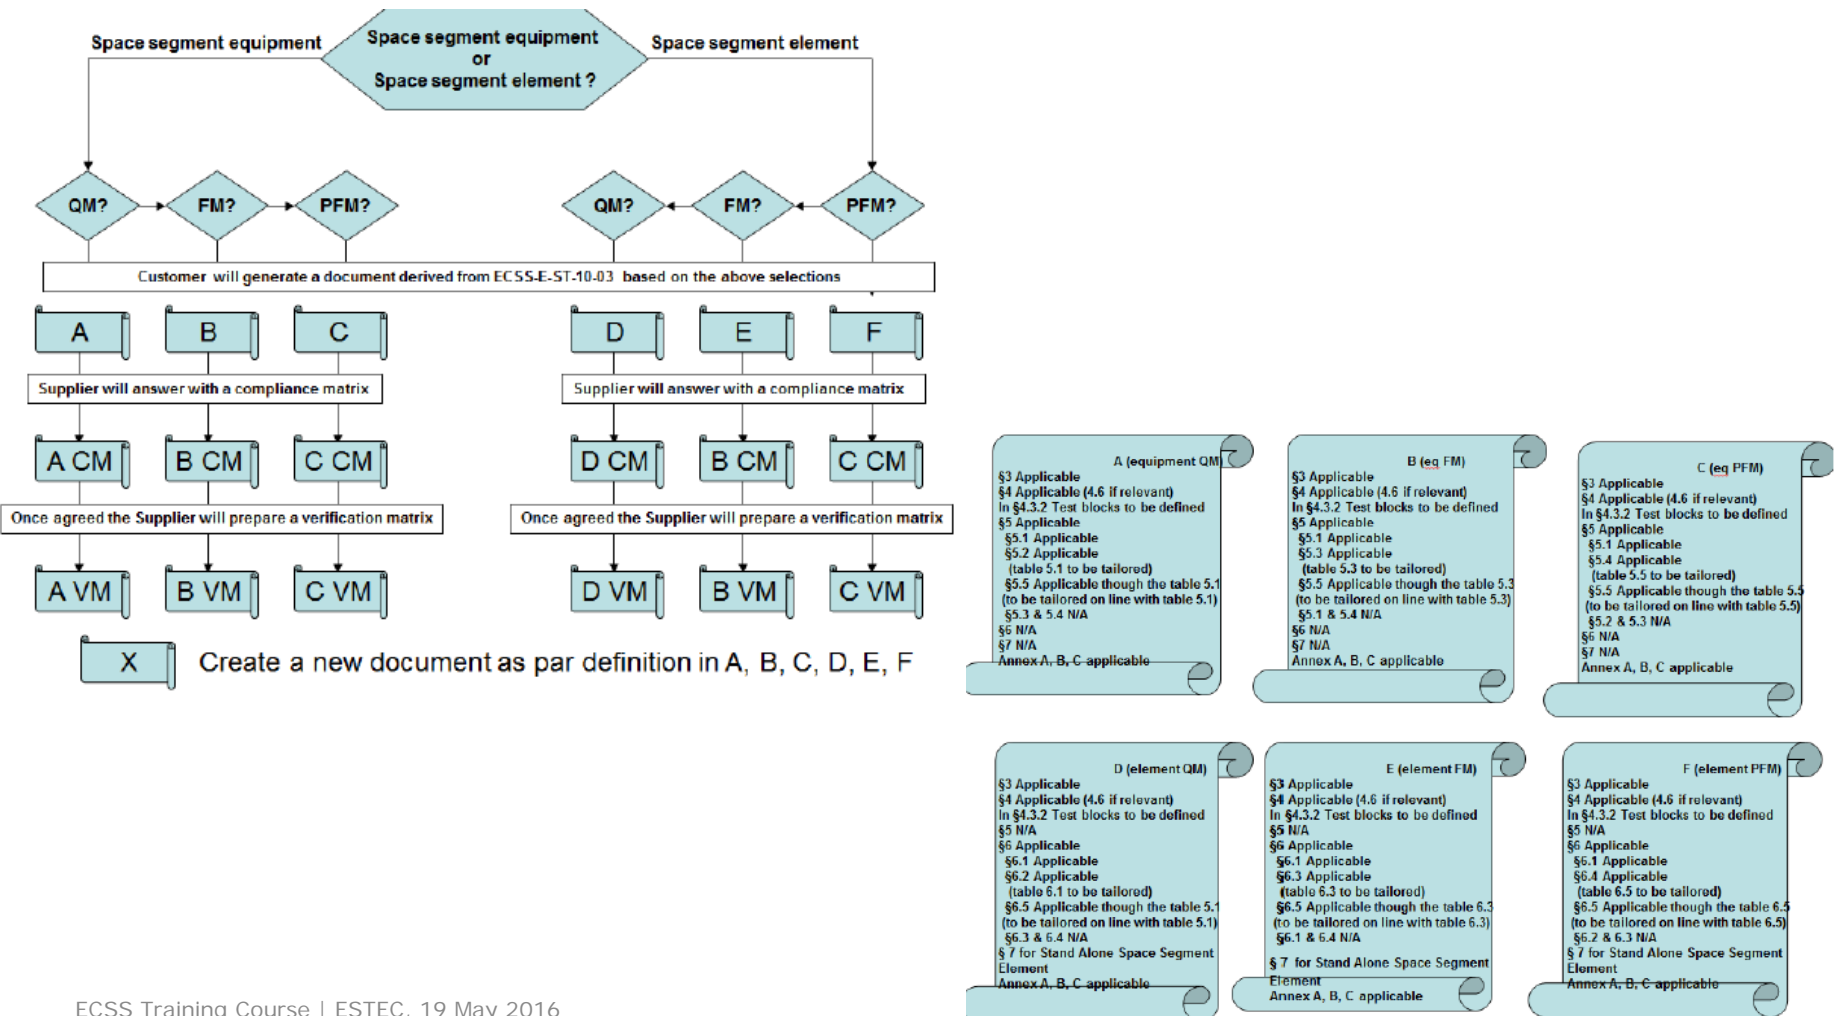 Space segment equipment
Space segment equipment
or
Space segment element ?
Space segment element
QM?
FM?
PFM?
QM?
FM?
PFM?
Customer will generate a document derived from ECSS-E-ST-10-03 based on the above selections
A
B
C
D
E
F
Supplier will answer with a compliance matrix
Supplier will answer with a compliance matrix
A CM
B CM
C CM
D CM
B CM
C CM
Once agreed the Supplier will prepare a verification matrix
Once agreed the Supplier will prepare a verification matrix
A VM
B VM
C VM
D VM
B VM
C VM
X
Create a new document as par definition in A, B, C, D, E, F
A (equipment QM)
§3 Applicable
§4 Applicable (4.6 if relevant)
In §4.3.2 Test blocks to be defined
§5 Applicable
§5.1 Applicable
§5.2 Applicable
(table 5.1 to be tailored)
§5.5 Applicable though the table 5.1
(to be tailored on line with table 5.1)
§5.3 & 5.4 N/A
§6 N/A
§7 N/A
Annex A, B, C applicable
B (eq FM)
§3 Applicable
§4 Applicable (4.6 if relevant)
In §4.3.2 Test blocks to be defined
§5 Applicable
§5.1 Applicable
§5.3 Applicable
(table 5.3 to be tailored)
§5.5 Applicable though the table 5.3
(to be tailored on line with table 5.3)
§5.1 & 5.4 N/A
§6 N/A
§7 N/A
Annex A, B, C applicable
C (eq PFM)
§3 Applicable
§4 Applicable (4.6 if relevant)
In §4.3.2 Test blocks to be defined
§5 Applicable
§5.1 Applicable
§5.4 Applicable
(table 5.5 to be tailored)
§5.5 Applicable though the table 5.5
(to be tailored on line with table 5.5)
§5.2 & 5.3 N/A
§6 N/A
§7 N/A
Annex A, B, C applicable
D (element QM)
§3 Applicable
§4 Applicable (4.6 if relevant)
In §4.3.2 Test blocks to be defined
§5 N/A
§6 Applicable
§6.1 Applicable
§6.2 Applicable
(table 6.1 to be tailored)
§6.5 Applicable though the table 5.1
(to be tailored on line with table 5.1)
§6.3 & 6.4 N/A
§ 7 for Stand Alone Space Segment
Element
Annex A, B, C applicable
E (element FM)
§3 Applicable
§4 Applicable (4.6 if relevant)
In §4.3.2 Test blocks to be defined
§5 N/A
§6 Applicable
§6.1 Applicable
§6.3 Applicable
(table 6.3 to be tailored)
§6.5 Applicable though the table 6.3
(to be tailored on line with table 6.3)
§6.1 & 6.4 N/A
§ 7 for Stand Alone Space Segment
Element
Annex A, B, C applicable
F (element PFM)
§3 Applicable
§4 Applicable (4.6 if relevant)
In §4.3.2 Test blocks to be defined
§5 N/A
§6 Applicable
§6.1 Applicable
§6.4 Applicable
(table 6.5 to be tailored)
§6.5 Applicable though the table 6.5
(to be tailored on line with table 6.5)
§6.2 & 6.3 N/A
§ 7 for Stand Alone Space Segment
Element
Annex A, B, C applicable
ECSS Training Course | ESTEC, 19 May 2016